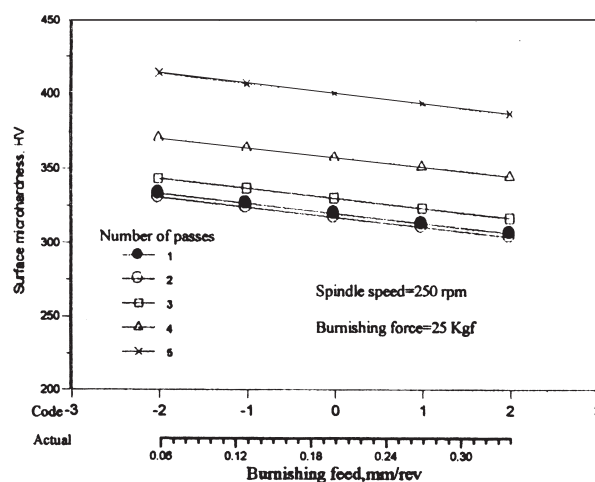 450
400
350
300
250
200
Surface microhardness, HV
Number of passes
1
2
3
4
5
Spindle speed=250 rpm
Burnishing force=25 Kgf
Code -3 -2 -1 0 1 2
Actual
0.06 0.12 0.18 0.24 0.30
Burnishing feed,mm/rev